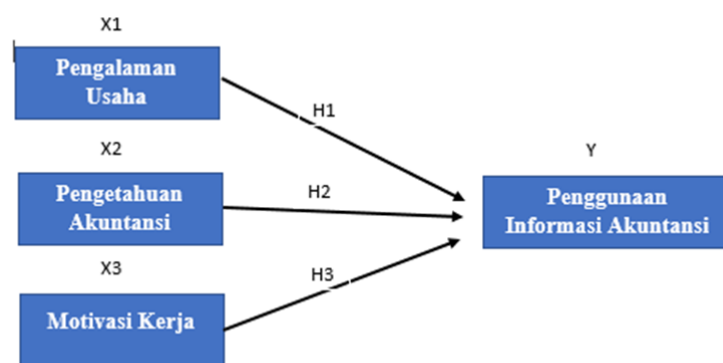 X1
Pengalaman
Usaha
H1
X2
Pengetahuan
Akuntansi
H2
X3
Motivasi Kerja
H3
Y
Penggunaan
Informasi Akuntansi